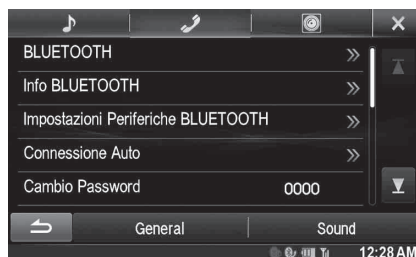 BLUETOOTH
Info BLUETOOTH
Impostazioni Periferiche BLUETOOTH
Connessione Auto
Cambio Password 0000
General Sound
12:28 AM